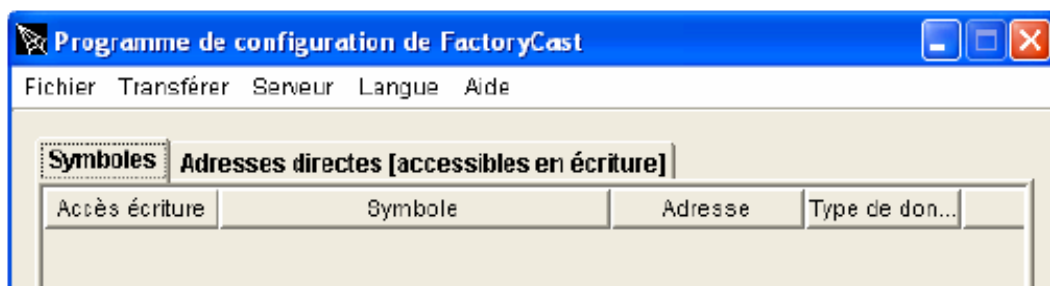 Programme de configuration de FactoryCast
Fichier Transférer Serveur Langue Aide
Symboles Adresses directes [accessibles en écriture]
Accès écriture Symbole Adresse Type de don...